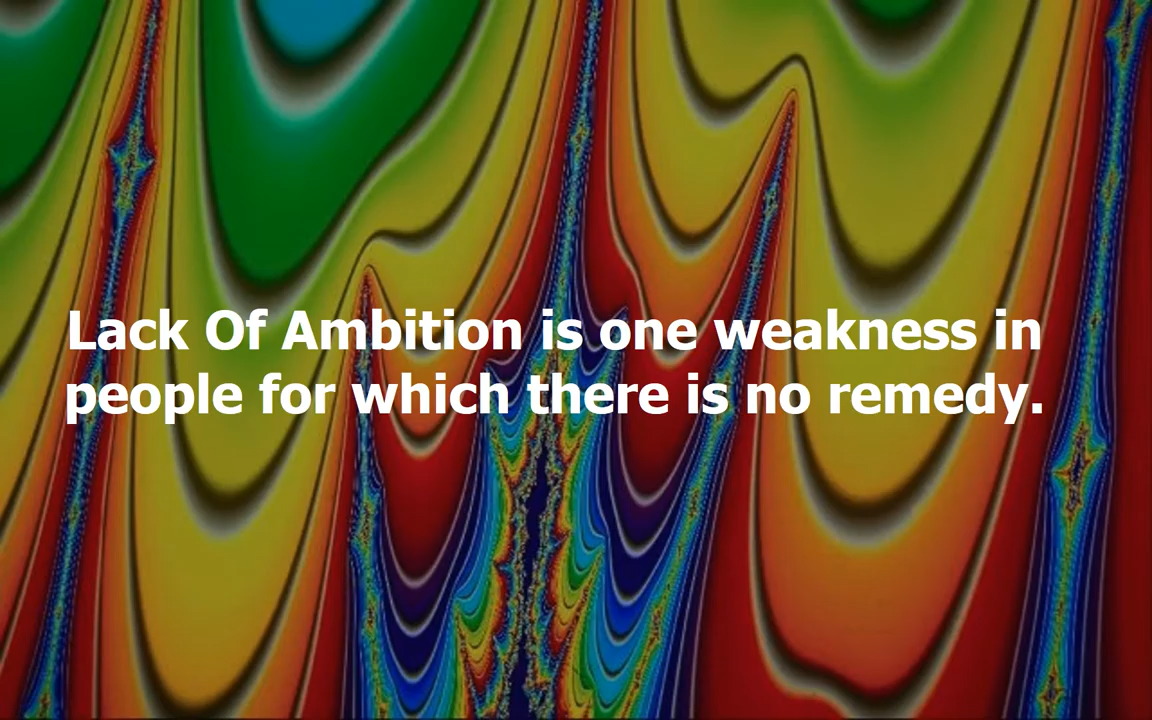 Lack Of Ambition is one weakness in
people for which there is no remedy.